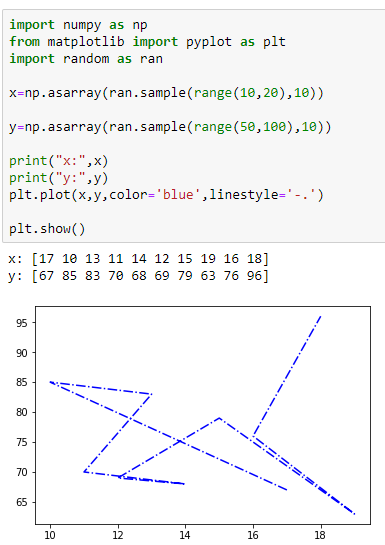 import numpy as np
from matplotlib import pyplot as plt
import random as ran
x=np.asarray(ran.sample(range(10,20),10))
y=np.asarray(ran.sample(range(50,100),10))
print("x:",x)
print("y:",y)
plt.plot(x,y,color='blue',linestyle='-.')
plt.show()
x: [17 10 13 11 14 12 15 19 16 18]
y: [67 85 83 70 68 69 79 63 76 96]
95
90
85
80
75
70
65
10 12 14 16 18